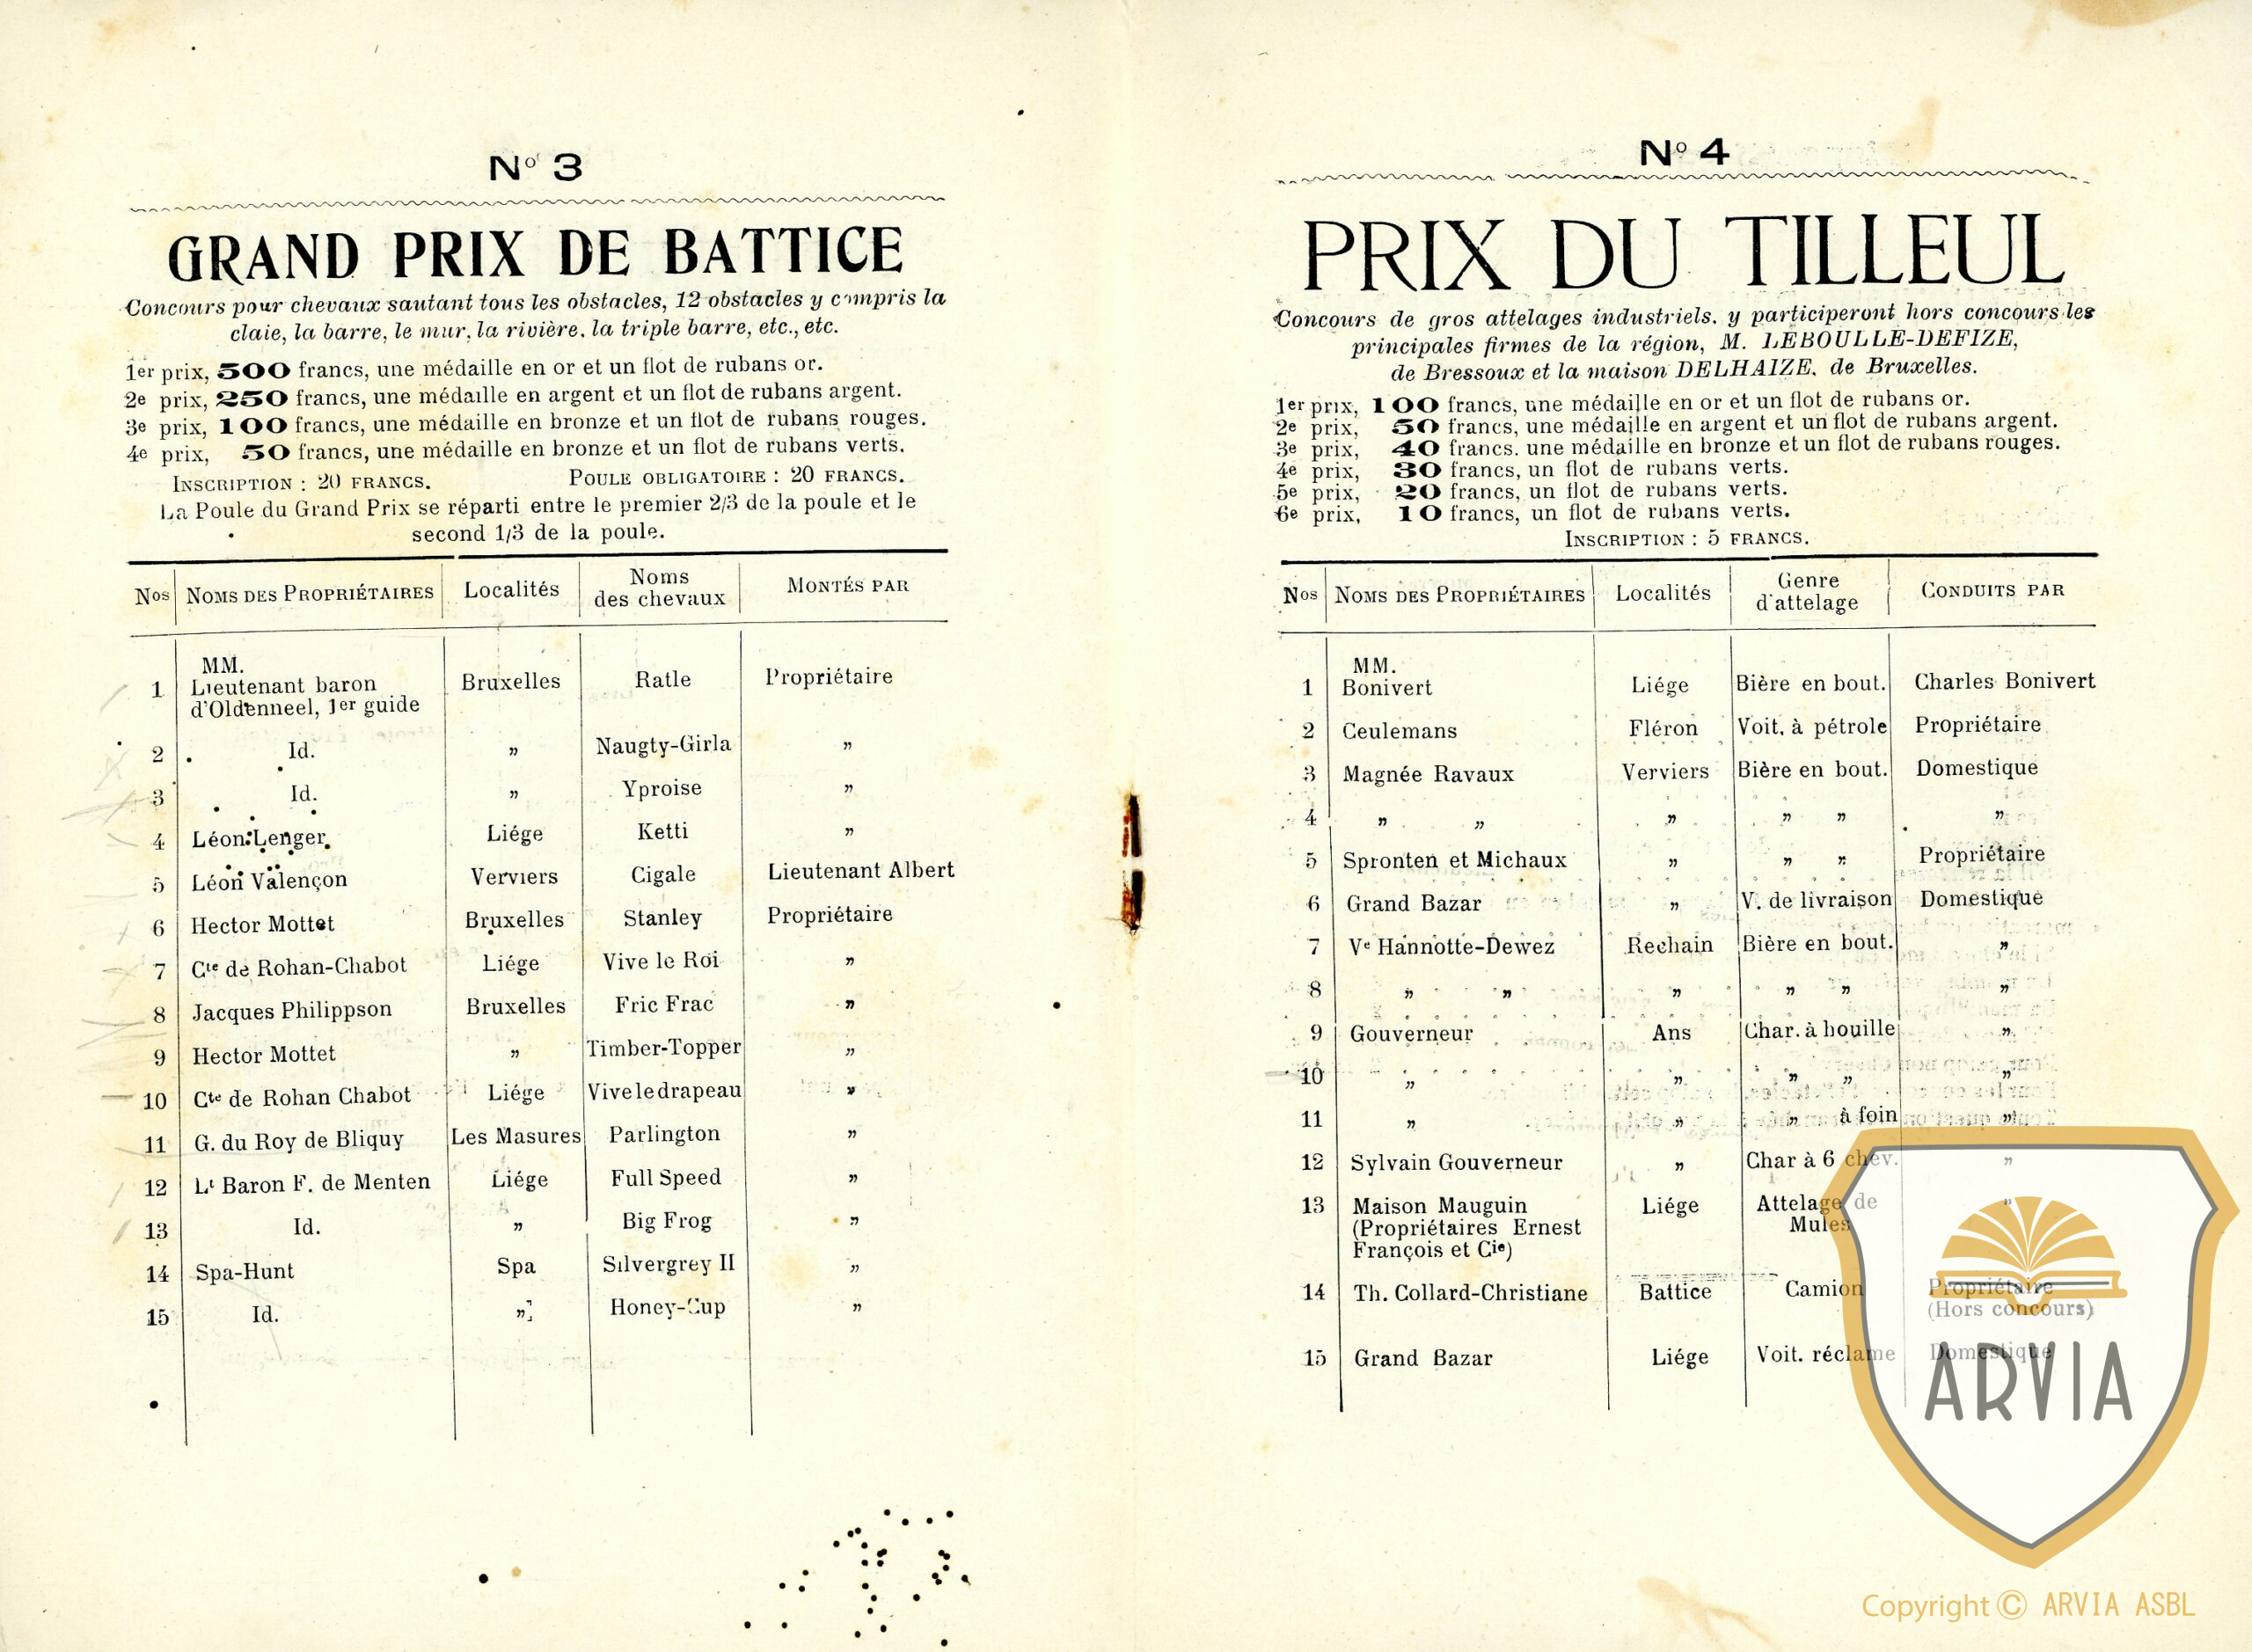 No 3
GRAND PRIX DE BATTICE
Concours pour chevaux sautant tous les obstacles, 12 obstacles y compris la
claie, la barre, le mur, la rivière, la triple barre, etc., etc.
1er prix, 500 francs, une médaille en or et un flot de rubans or.
2e prix, 250 francs, une médaille en argent et un flot de rubans argent.
3e prix, 100 francs, une médaille en bronze et un flot de rubans rouges.
4e prix, 50 francs, une médaille en bronze et un flot de rubans verts.
INSCRIPTION : 20 FRANCS. POULE OBLIGATOIRE : 20 FRANCS.
La Poule du Grand Prix se réparti entre le premier 2/3 de la poule et le
second 1/3 de la poule.
Nos NOMS DES PROPRIÉTAIRES Localités Noms des chevaux MONTÉS PAR
MM.
1 Lieutenant baron d'Oldenneel, 1er guide Bruxelles Ratle Propriétaire
2 Id. „ Naugty-Girla „
3 Id. „ Yproise „
4 Léon Lenger Liége Ketti „
5 Léon Valençon Verviers Cigale Lieutenant Albert
6 Hector Mottet Bruxelles Stanley Propriétaire
7 Cte de Rohan-Chabot Liége Vive le Roi „
8 Jacques Philippson Bruxelles Fric Frac „
9 Hector Mottet „ Timber-Topper „
10 Cte de Rohan Chabot Liége Vive le drapeau „
11 G. du Roy de Bliquy Les Masures Parlington „
12 Lt Baron F. de Menten Liége Full Speed „
13 Id. „ Big Frog „
14 Spa-Hunt Spa Silvergrey II „
15 Id. „ Honey-Cup „
No 4
PRIX DU TILLEUL
Concours de gros attelages industriels. y participeront hors concours les
principales firmes de la région, M. LEBOULLE-DEFIZE,
de Bressoux et la maison DELHAIZE. de Bruxelles.
1er prix, 100 francs, une médaille en or et un flot de rubans or.
2e prix, 50 francs, une médaille en argent et un flot de rubans argent.
3e prix, 40 francs. une médaille en bronze et un flot de rubans rouges.
4e prix, 30 francs, un flot de rubans verts.
5e prix, 20 francs, un flot de rubans verts.
6e prix, 10 francs, un flot de rubans verts.
INSCRIPTION : 5 FRANCS.
Nos NOMS DES PROPRIÉTAIRES Localités Genre d'attelage CONDUITS PAR
MM.
1 Bonivert Liége Bière en bout. Charles Bonivert
2 Ceulemans Fléron Voit. à pétrole Propriétaire
3 Magnée Ravaux Verviers Bière en bout. Domestique
4 „ „ „ „ „ „
5 Spronten et Michaux „ „ „ Propriétaire
6 Grand Bazar „ V. de livraison Domestique
7 Ve Hannotte-Dewez Rechain Bière en bout. „
8 „ „ „ „ „ „
9 Gouverneur Ans Char. à houille „
10 „ „ „ „ „
11 „ „ „ à foin „
12 Sylvain Gouverneur „ Char à 6 chev. „
13 Maison Mauguin (Propriétaires Ernest François et Cie) Liége Attelage de Mules „
14 Th. Collard-Christiane Battice Camion Propriétaire (Hors concours)
15 Grand Bazar Liége Voit. réclame Domestique
ARVIA
Copyright © ARVIA ASBL